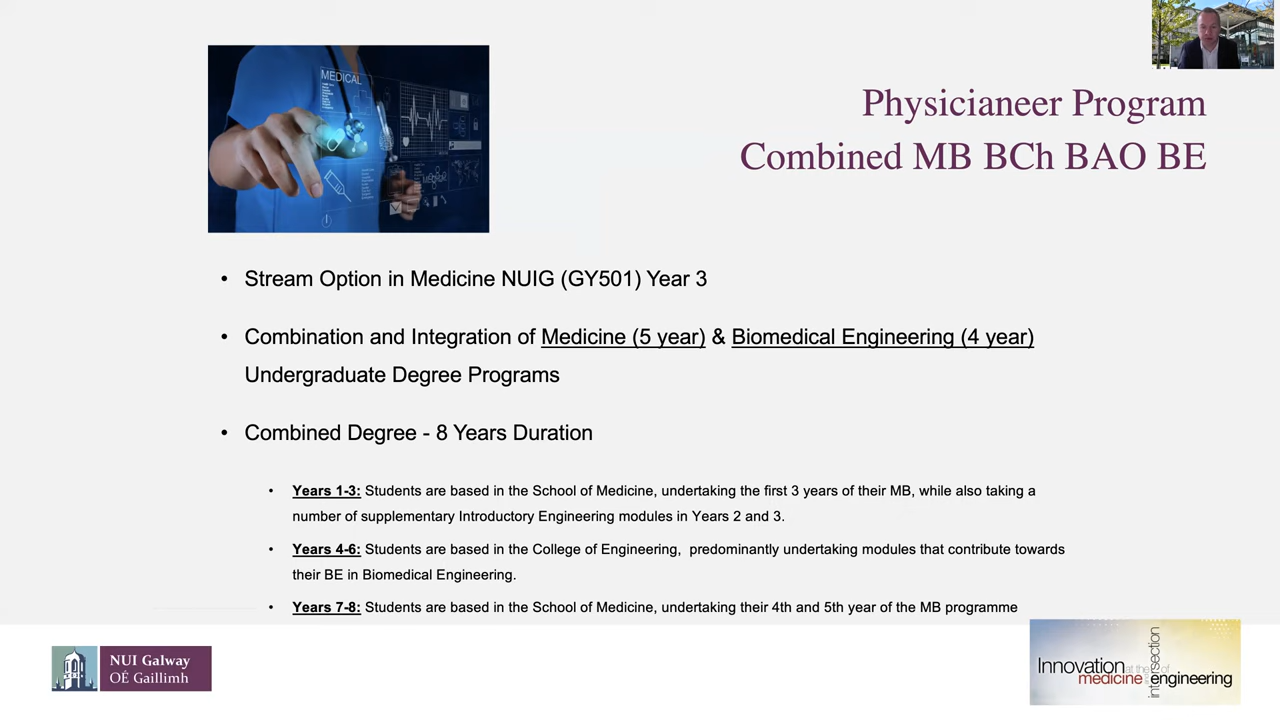 MEDICAL
Physicianeer Program
Combined MB BCh BAO BE
• Stream Option in Medicine NUIG (GY501) Year 3
• Combination and Integration of Medicine (5 year) & Biomedical Engineering (4 year)
Undergraduate Degree Programs
• Combined Degree - 8 Years Duration
• Years 1-3: Students are based in the School of Medicine, undertaking the first 3 years of their MB, while also taking a
number of supplementary Introductory Engineering modules in Years 2 and 3.
• Years 4-6: Students are based in the College of Engineering, predominantly undertaking modules that contribute towards
their BE in Biomedical Engineering.
• Years 7-8: Students are based in the School of Medicine, undertaking their 4th and 5th year of the MB programme
NUI Galway
OÉ Gaillimh
Innovation at the
intersection of
medicine and engineering